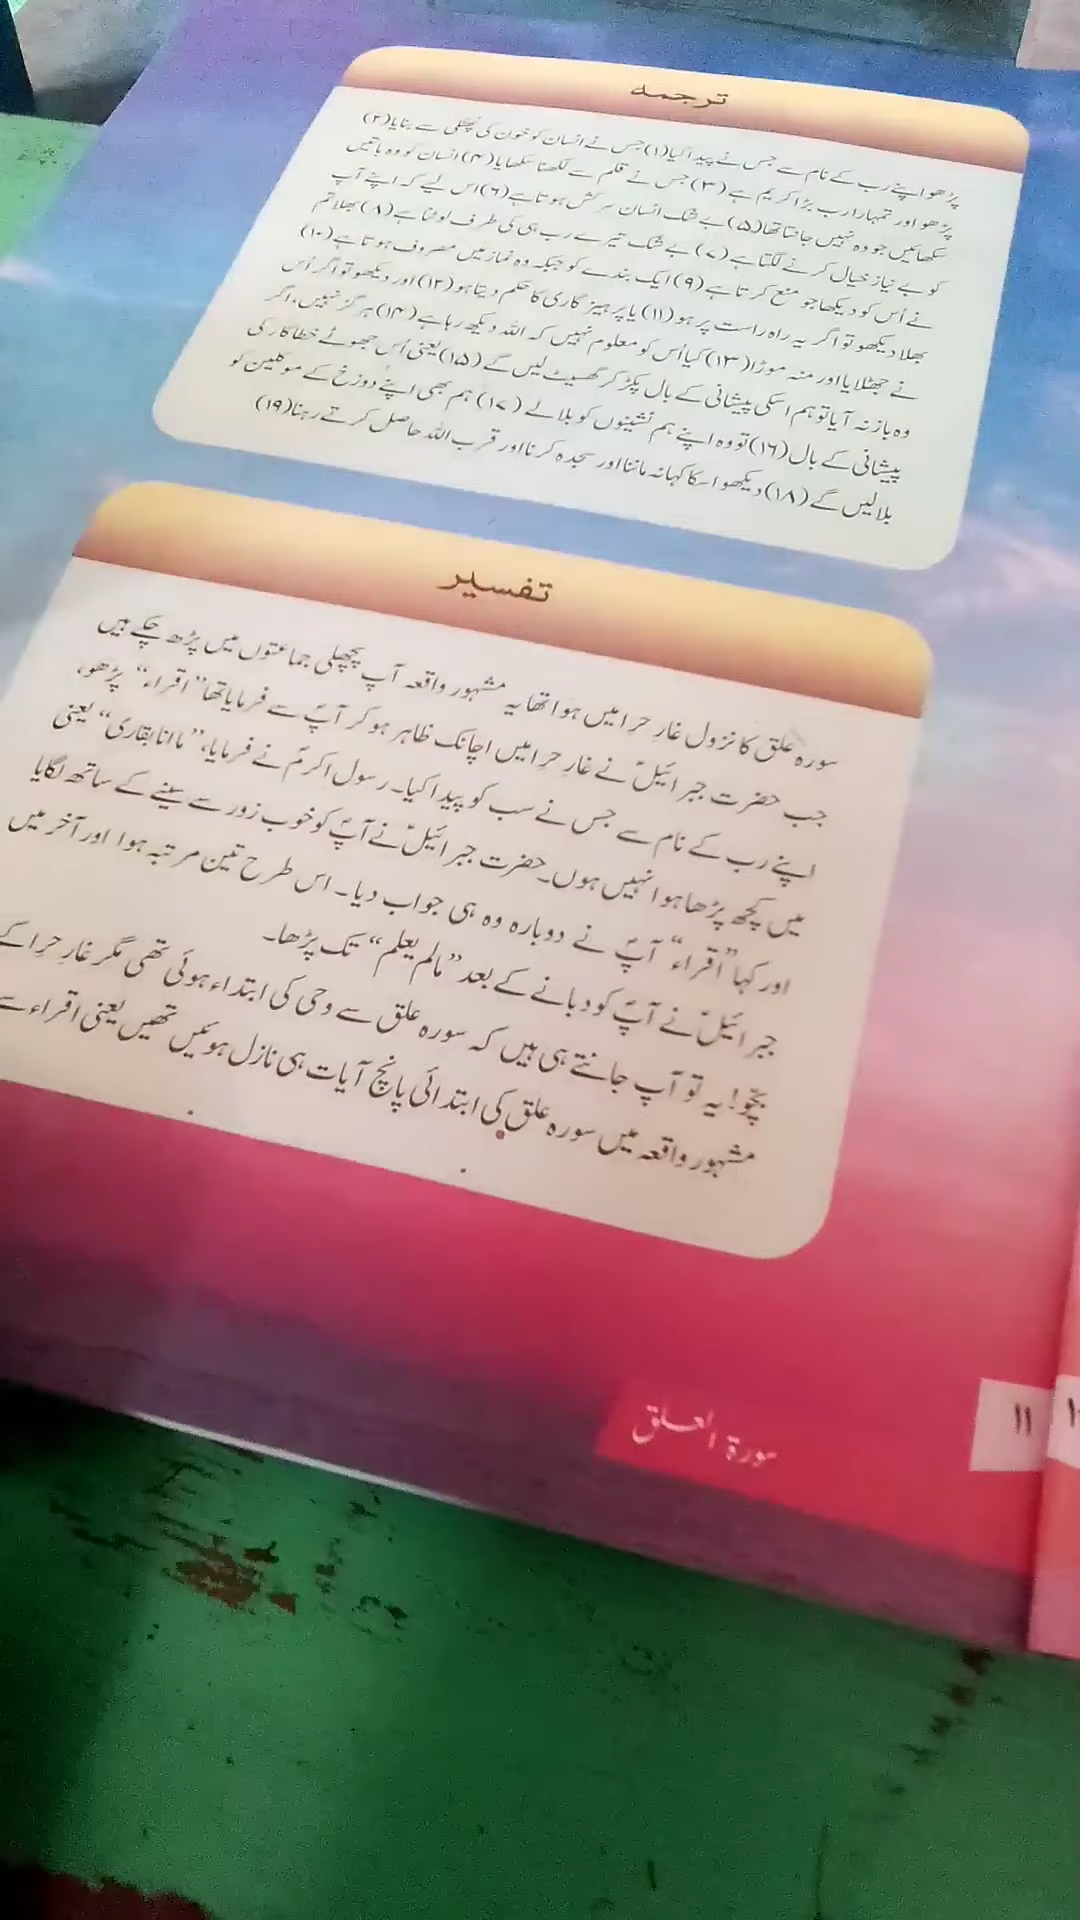 ترجمہ
پڑھو اپنے رب کے نام سے جس نے پیدا کیا(۱) جس نے انسان کو خون کی پھٹکی سے بنایا(۲)
پڑھو اور تمہارا رب بڑا کریم ہے(۳) جس نے قلم سے لکھنا سکھایا(۴) انسان کو وہ باتیں
سکھائیں جو وہ نہیں جانتا تھا(۵) بے شک انسان سرکش ہوتا ہے(۶) اس لیے کہ اپنے آپ
کو بے نیاز خیال کرنے لگتا ہے(۷) بے شک تیرے رب ہی کی طرف لوٹنا ہے(۸) بھلا تم
نے اُس کو دیکھا جو منع کرتا ہے(۹) ایک بندے کو جبکہ وہ نماز میں مصروف ہوتا ہے(۱۰)
بھلا دیکھو تو اگر یہ راہ راست پر ہو(۱۱) یا پرہیز گاری کا حکم دیتا ہو(۱۲) اور دیکھو تو اگر اُس
نے جھٹلایا اور منہ موڑا(۱۳) کیا اُس کو معلوم نہیں کہ اللہ دیکھ رہا ہے(۱۴) ہر گز نہیں، اگر
وہ باز نہ آیا تو ہم اسکی پیشانی کے بال پکڑ کر گھسیٹ لیں گے(۱۵) یعنی اُس جھوٹے خطا کار کی
پیشانی کے بال(۱۶) تو وہ اپنے ہم نشینوں کو بلا لے(۱۷) ہم بھی اپنے دوزخ کے موکلین کو
بلا لیں گے(۱۸) دیکھو اسکا کہا نہ ماننا اور سجدہ کرنا اور قرب اللہ حاصل کرتے رہنا(۱۹)
تفسیر
سورہ علق کا نزول غارِ حرا میں ہوا تھا یہ مشہور واقعہ آپ پچھلی جماعتوں میں پڑھ چکے ہیں
جب حضرت جبرائیلؑ نے غارِ حرا میں اچانک ظاہر ہو کر آپؐ سے فرمایا تھا ”اقراء“ پڑھو،
اپنے رب کے نام سے جس نے سب کو پیدا کیا۔ رسول اکرمؐ نے فرمایا، ”ما انا بقاری“ یعنی
میں کچھ پڑھا ہوا نہیں ہوں۔ حضرت جبرائیلؑ نے آپؐ کو خوب زور سے سینے کے ساتھ لگایا
اور کہا ”اقراء“ آپؐ نے دوبارہ وہ ہی جواب دیا۔ اس طرح تین مرتبہ ہوا اور آخر میں
جبرائیلؑ نے آپؐ کو دبانے کے بعد ”مالم یعلم“ تک پڑھا۔
بچّو! یہ تو آپ جانتے ہی ہیں کہ سورہ علق سے وحی کی ابتداء ہوئی تھی مگر غارِ حرا کے
مشہور واقعہ میں سورہ علق کی ابتدائی پانچ آیات ہی نازل ہوئیں تھیں یعنی اقراء سے
سورۃ العلق
۱۱